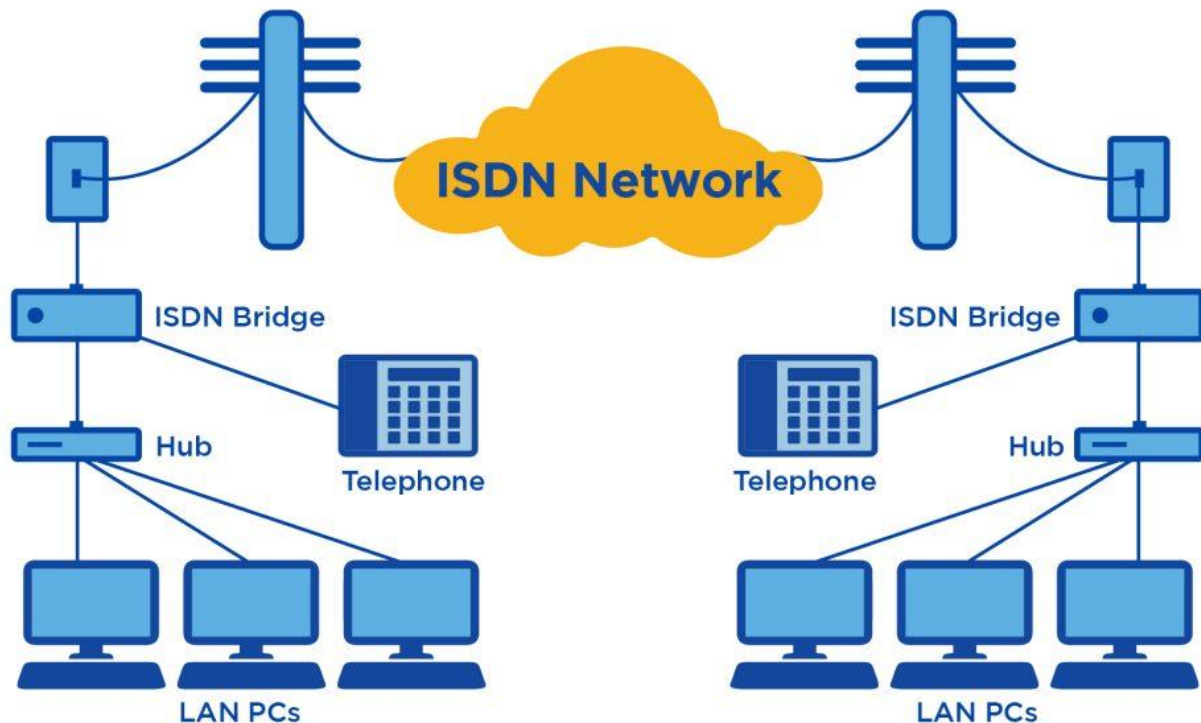 ISDN Network
ISDN Bridge
ISDN Bridge
Hub
Hub
Telephone
Telephone
LAN PCs
LAN PCs